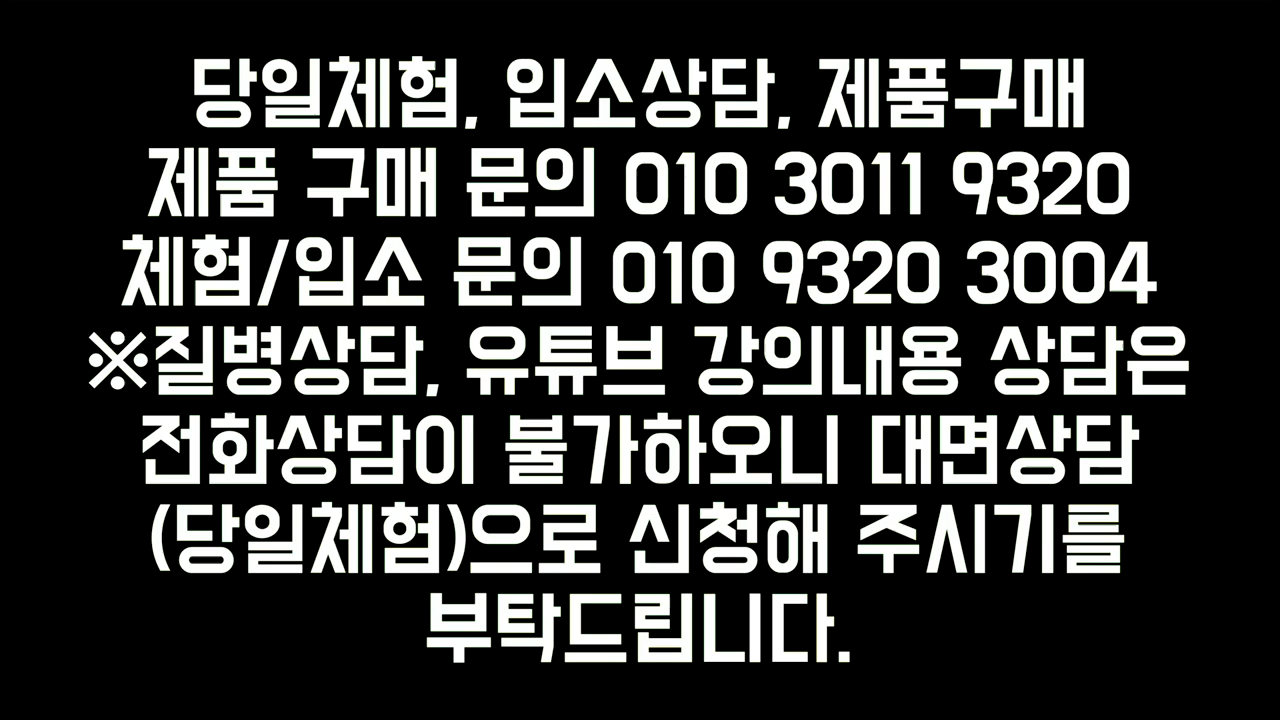 당일체험, 입소상담, 제품구매
제품 구매 문의 010 3011 9320
체험/입소 문의 010 9320 3004
※질병상담, 유튜브 강의내용 상담은
전화상담이 불가하오니 대면상담
(당일체험)으로 신청해 주시기를
부탁드립니다.